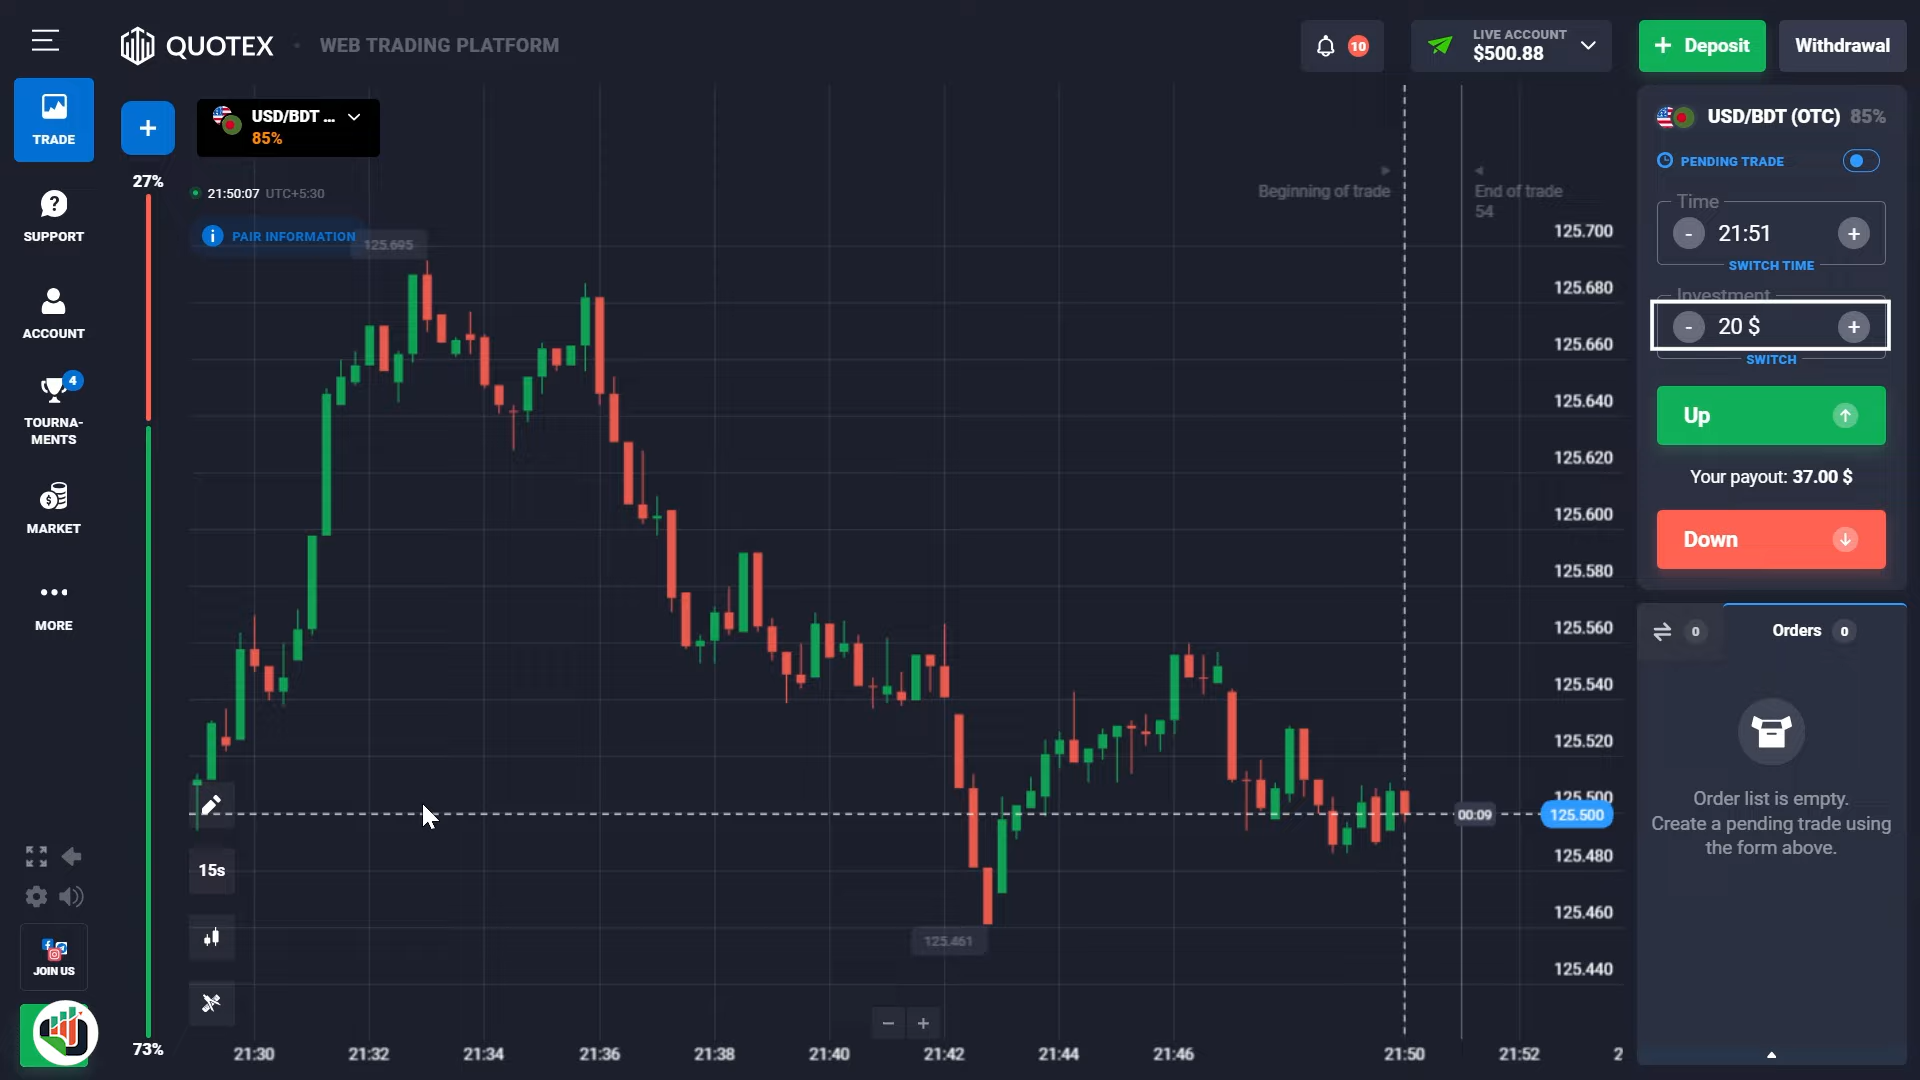 QUOTEX
WEB TRADING PLATFORM
10
LIVE ACCOUNT
$500.88
+ Deposit
Withdrawal
TRADE
SUPPORT
ACCOUNT
4
TOURNA-
MENTS
MARKET
MORE
JOIN US
+
USD/BDT ...
85%
27%
73%
21:50:07 UTC+5:30
PAIR INFORMATION
125.695
125.461
Beginning of trade
End of trade
54
125.700
125.680
125.660
125.640
125.620
125.600
125.580
125.560
125.540
125.520
125.500
00:09
125.500
125.480
125.460
125.440
15s
21:30
21:32
21:34
21:36
21:38
21:40
21:42
21:44
21:46
21:50
21:52
2
USD/BDT (OTC) 85%
PENDING TRADE
Time
- 21:51 +
SWITCH TIME
Investment
- 20 $ +
SWITCH
Up
Your payout: 37.00 $
Down
0
Orders 0
Order list is empty.
Create a pending trade using
the form above.